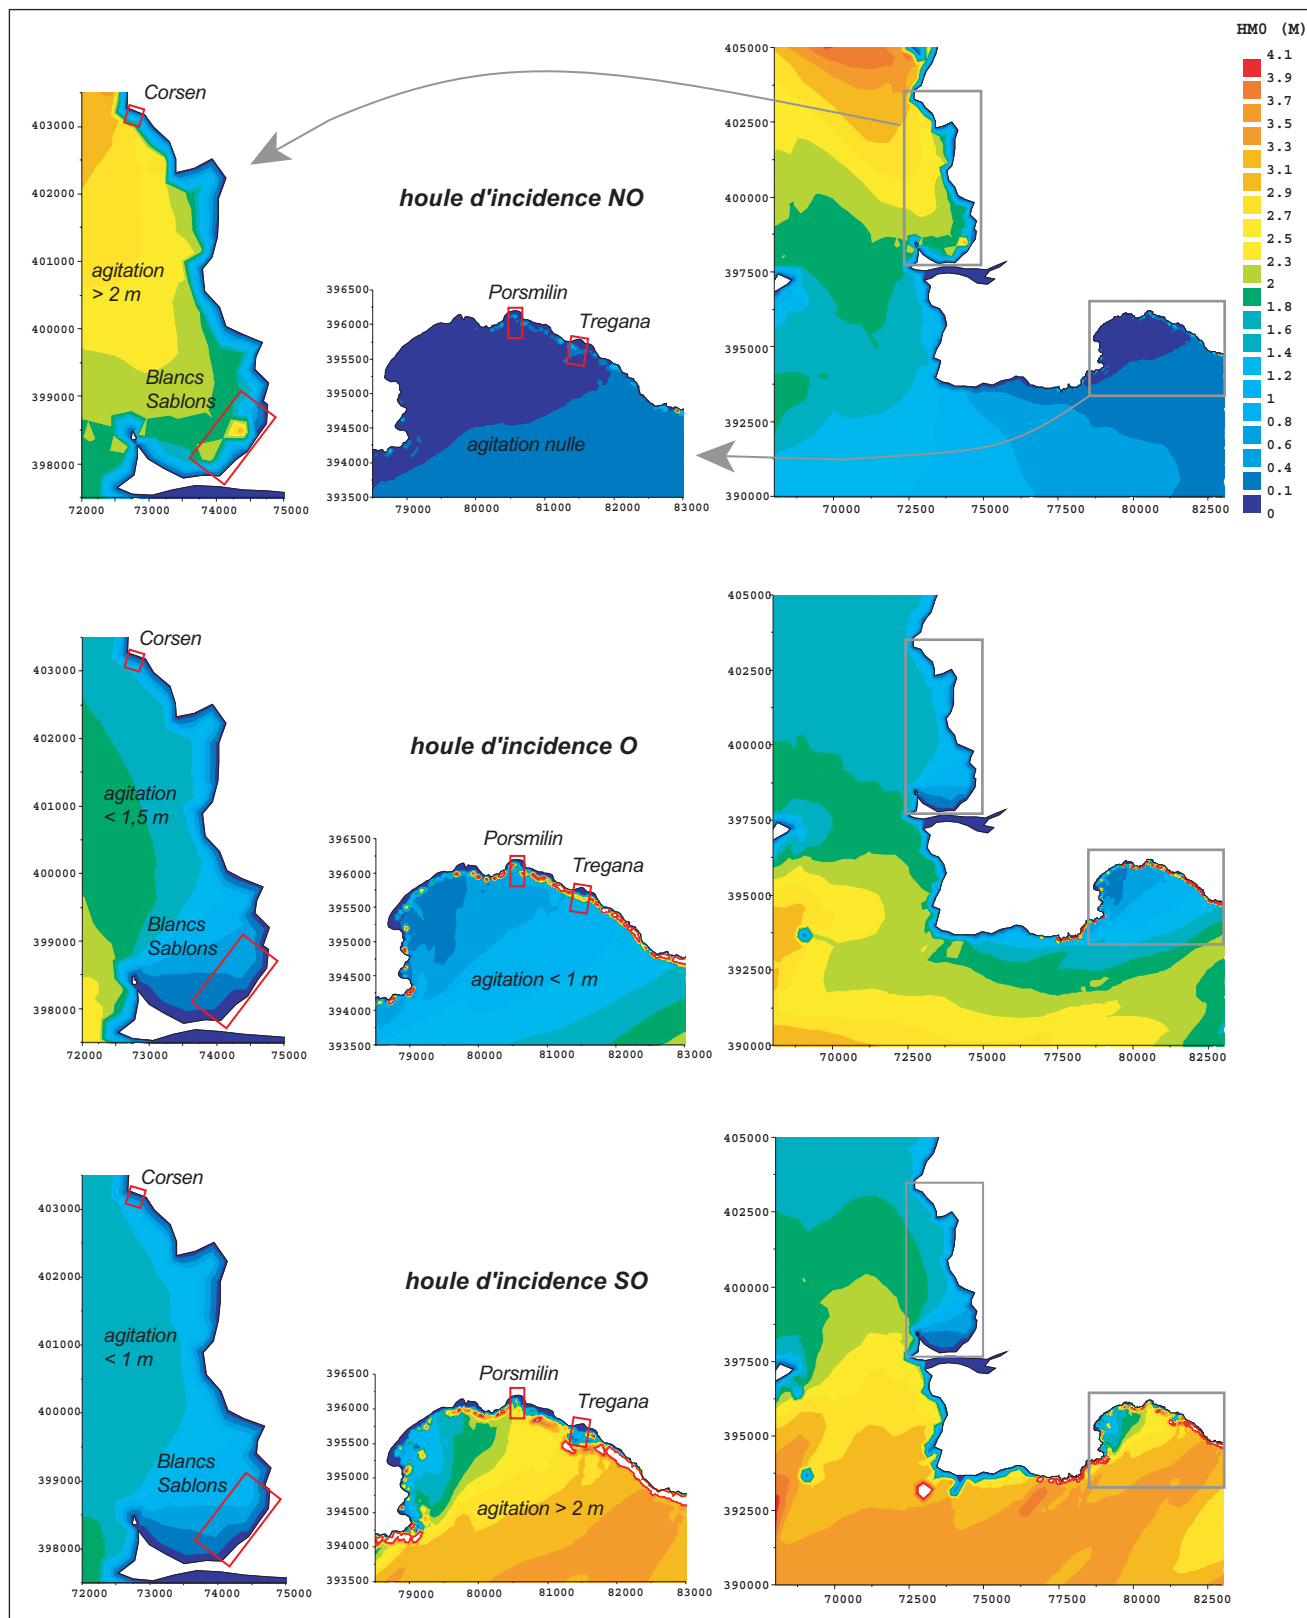 HM0 (M)
4.1
3.9
3.7
3.5
3.3
3.1
2.9
2.7
2.5
2.3
2
1.8
1.6
1.4
1.2
1
0.8
0.6
0.4
0.1
0
houle d'incidence NO
Corsen
agitation
> 2 m
Blancs
Sablons
403000
402000
401000
400000
399000
398000
72000 73000 74000 75000
Porsmilin
Tregana
agitation nulle
396500
396000
395500
395000
394500
394000
393500
79000 80000 81000 82000 83000
405000
402500
400000
397500
395000
392500
390000
70000 72500 75000 77500 80000 82500
houle d'incidence O
Corsen
agitation
< 1,5 m
Blancs
Sablons
403000
402000
401000
400000
399000
398000
72000 73000 74000 75000
Porsmilin
Tregana
agitation < 1 m
396500
396000
395500
395000
394500
394000
393500
79000 80000 81000 82000 83000
405000
402500
400000
397500
395000
392500
390000
70000 72500 75000 77500 80000 82500
houle d'incidence SO
Corsen
agitation
< 1 m
Blancs
Sablons
403000
402000
401000
400000
399000
398000
72000 73000 74000 75000
Porsmilin
Tregana
agitation > 2 m
396500
396000
395500
395000
394500
394000
393500
79000 80000 81000 82000 83000
405000
402500
400000
397500
395000
392500
390000
70000 72500 75000 77500 80000 82500